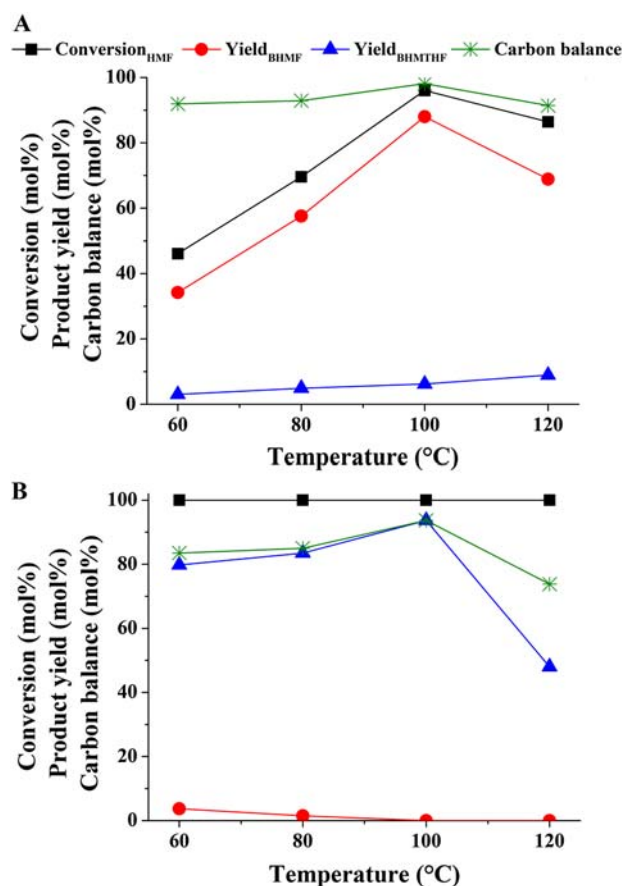 A
Conversion_HMF Yield_BHMF Yield_BHMTHF Carbon balance
Conversion (mol%)
Product yield (mol%)
Carbon balance (mol%)
100
80
60
40
20
0
60 80 100 120
Temperature (°C)
B
Conversion (mol%)
Product yield (mol%)
Carbon balance (mol%)
100
80
60
40
20
0
60 80 100 120
Temperature (°C)